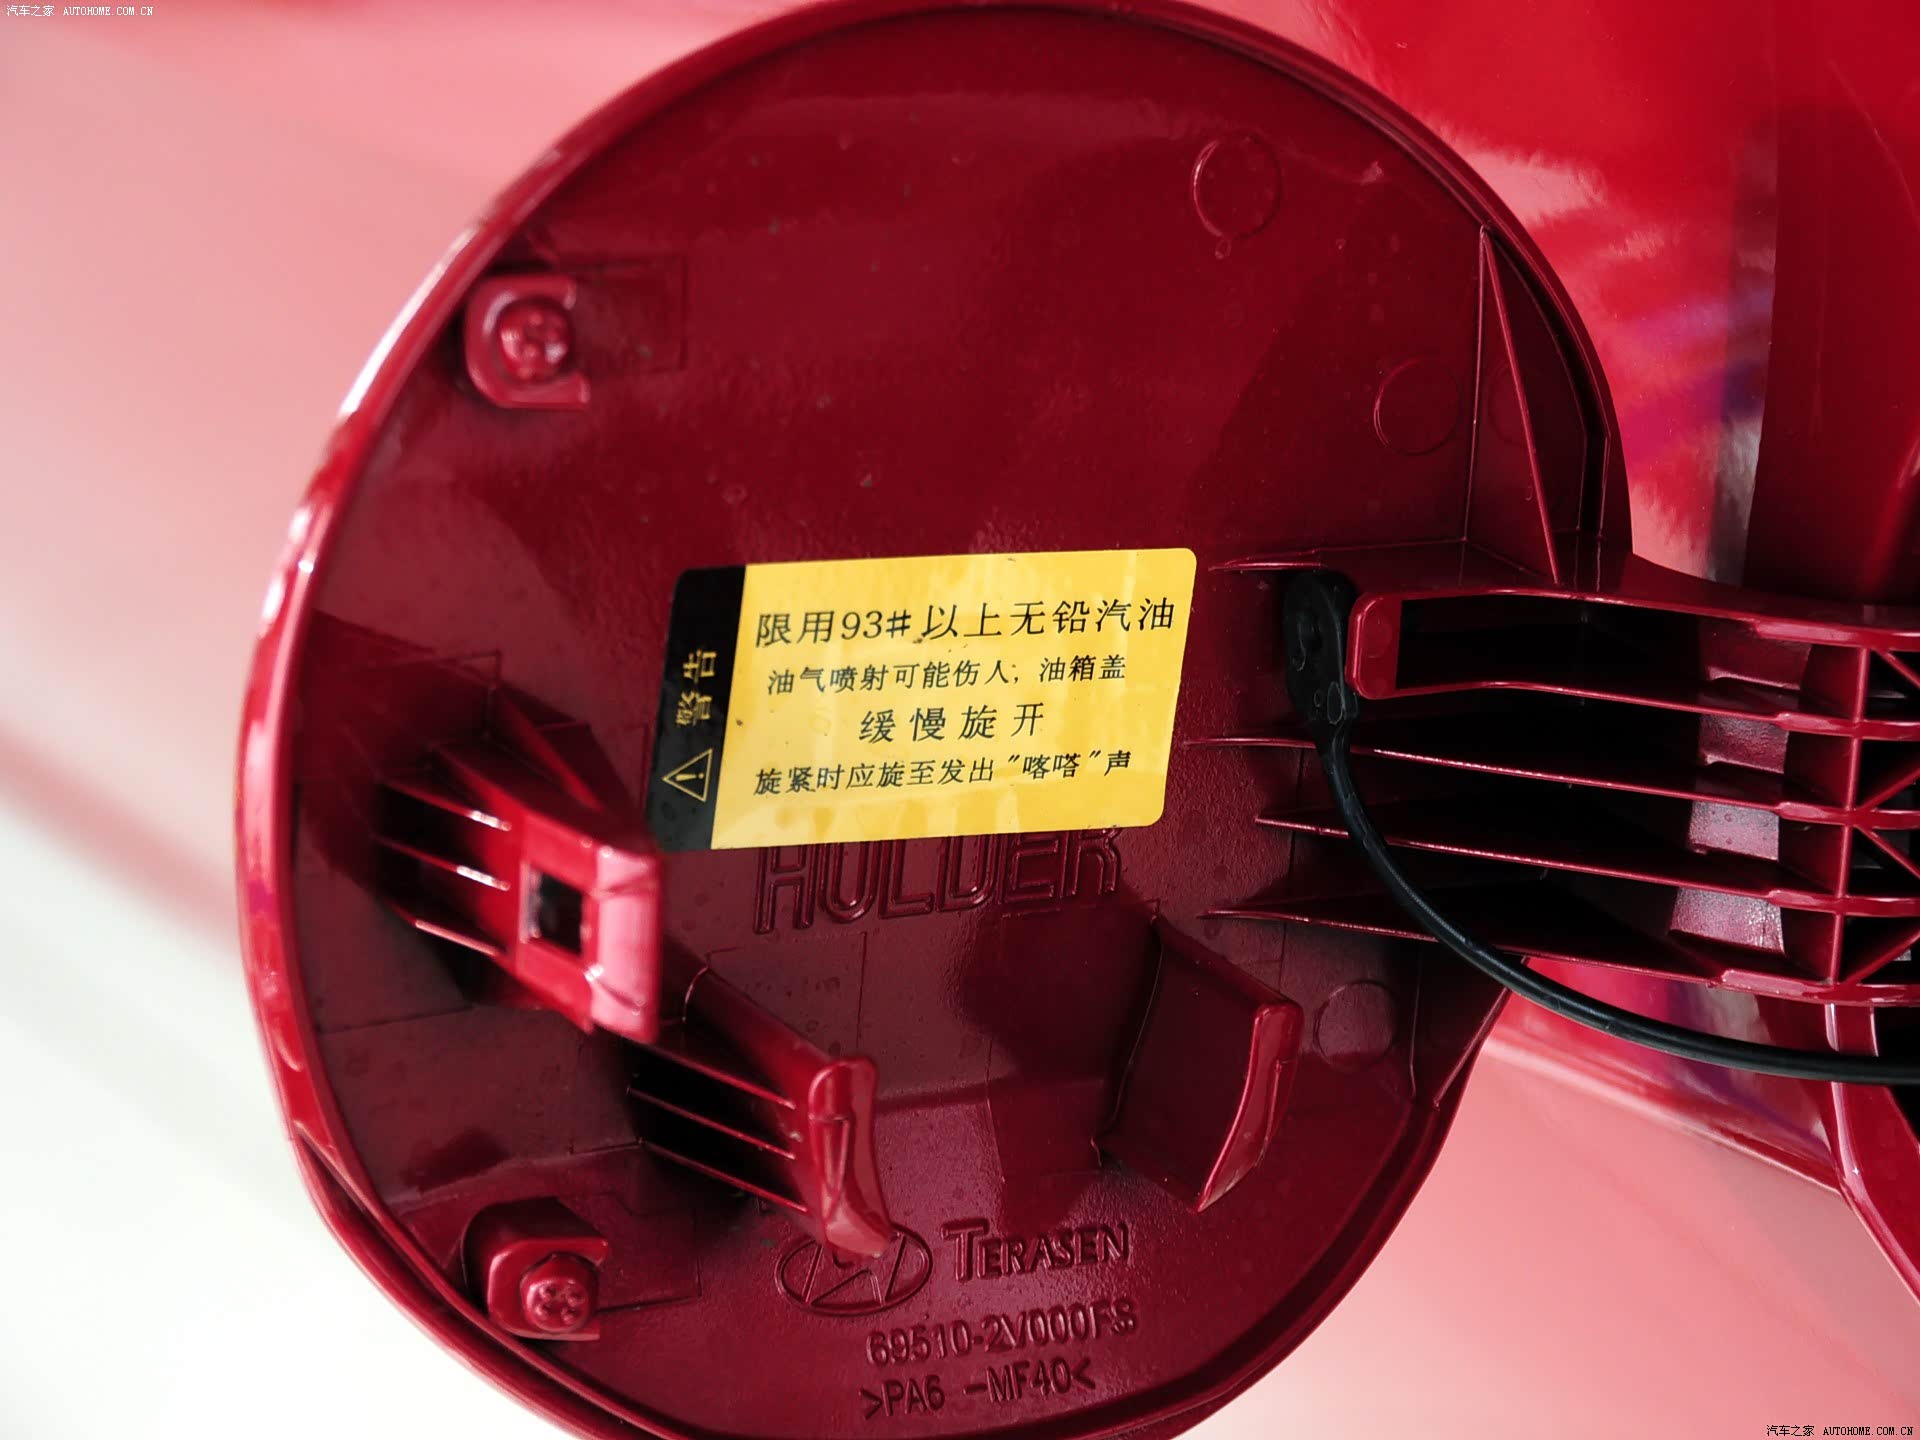 汽车之家 AUTOHOME.COM.CN
警告
限用93#以上无铅汽油
油气喷射可能伤人; 油箱盖
缓慢旋开
旋紧时应旋至发出"喀嗒"声
HOLDER
TERASEN
69510-2V000FS
>PA6 -MF40<
汽车之家 AUTOHOME.COM.CN